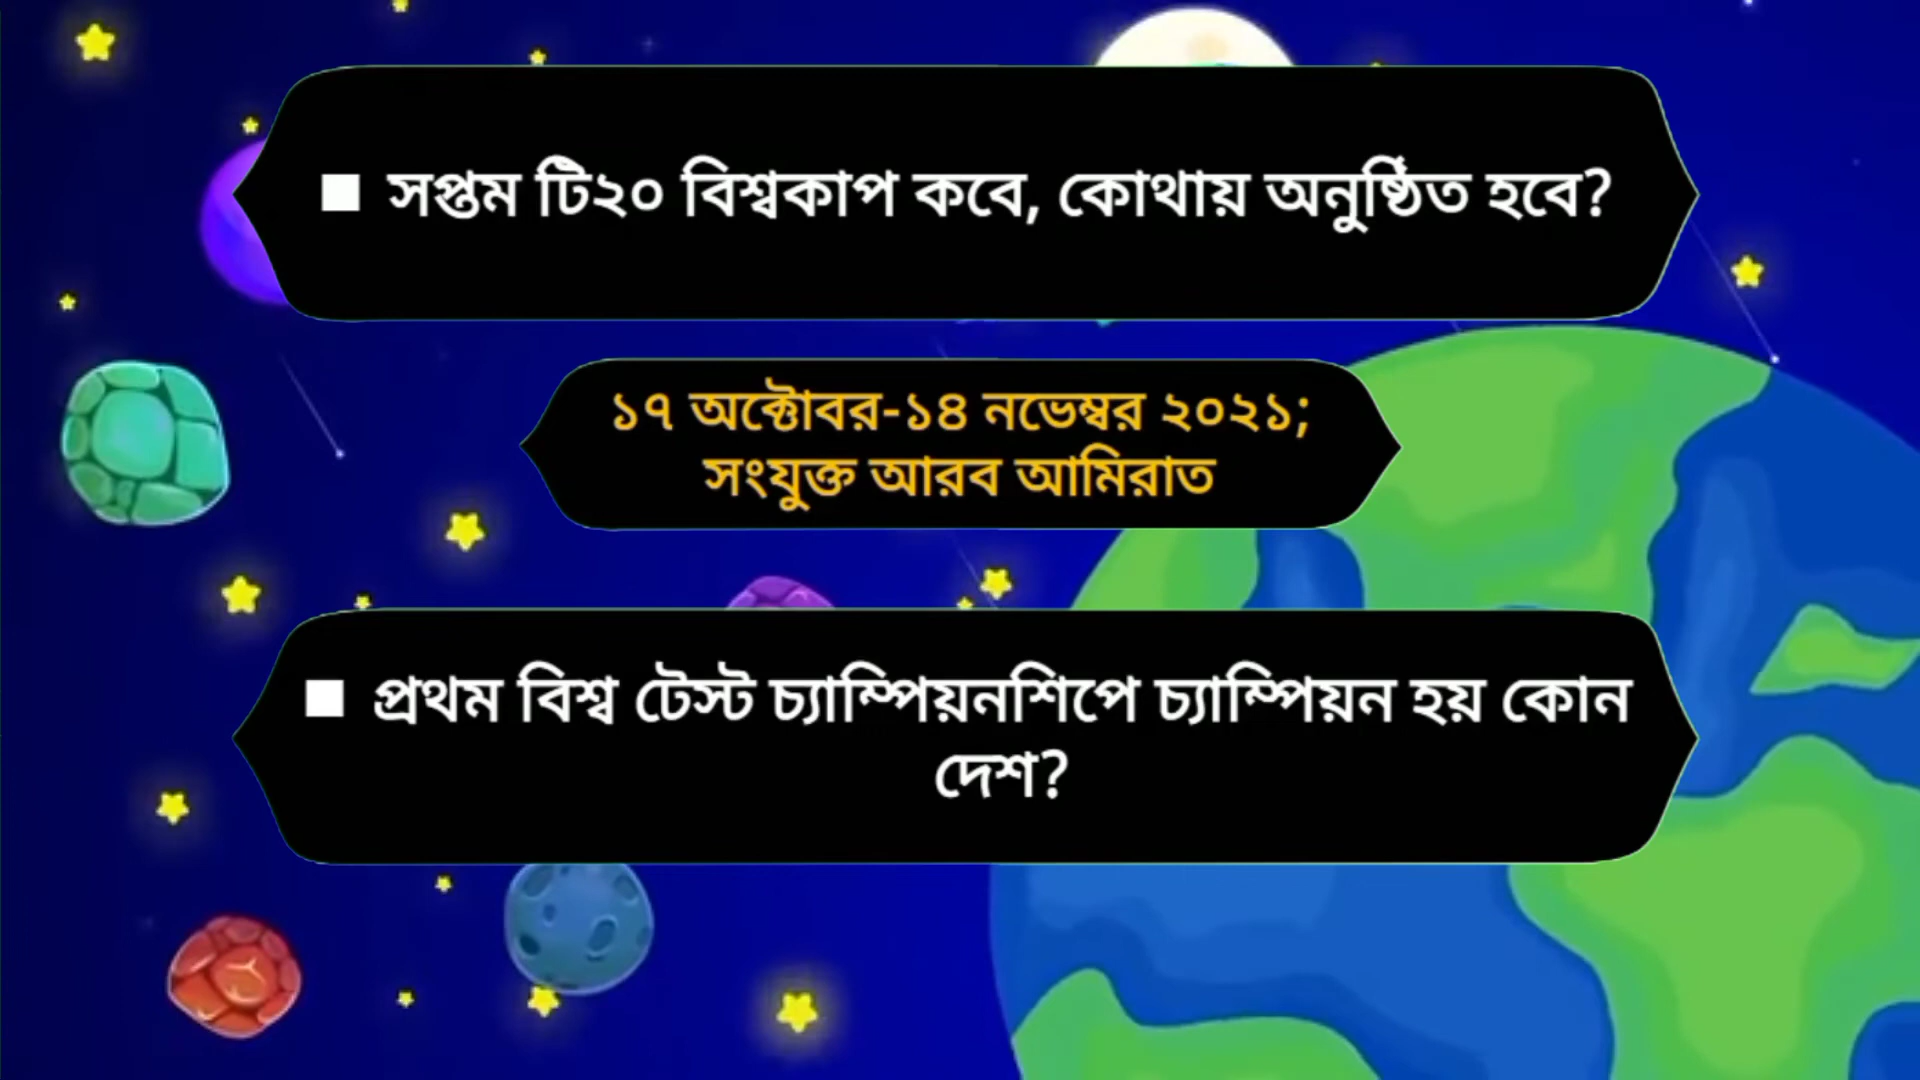 ■ সপ্তম টি২০ বিশ্বকাপ কবে, কোথায় অনুষ্ঠিত হবে?
১৭ অক্টোবর-১৪ নভেম্বর ২০২১;
সংযুক্ত আরব আমিরাত
■ প্রথম বিশ্ব টেস্ট চ্যাম্পিয়নশিপে চ্যাম্পিয়ন হয় কোন
দেশ?